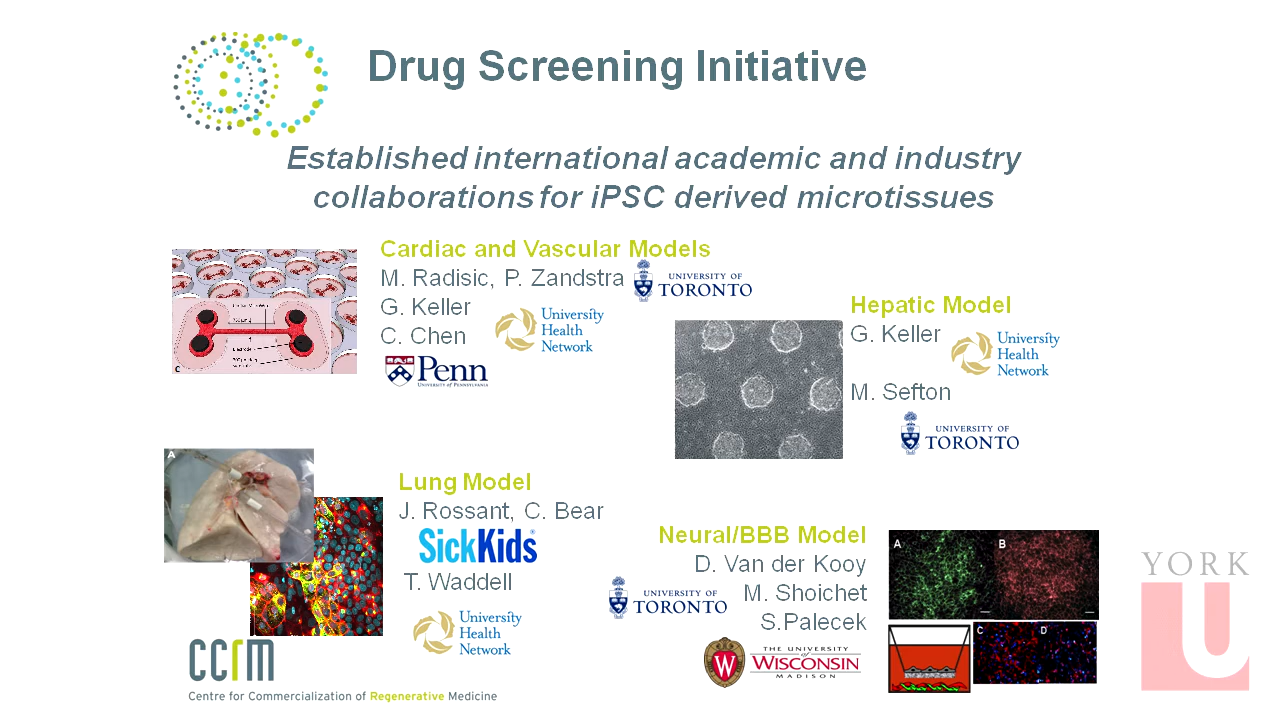 Drug Screening Initiative
Established international academic and industry
collaborations for iPSC derived microtissues
Cardiac and Vascular Models
M. Radisic, P. Zandstra
UNIVERSITY OF
TORONTO
G. Keller
University
Health
Network
C. Chen
Penn
UNIVERSITY OF PENNSYLVANIA
C
Hepatic Model
G. Keller
University
Health
Network
M. Sefton
UNIVERSITY OF
TORONTO
A
Lung Model
J. Rossant, C. Bear
SickKids
T. Waddell
University
Health
Network
Neural/BBB Model
D. Van der Kooy
M. Shoichet
UNIVERSITY OF
TORONTO
S.Palecek
THE UNIVERSITY
of
WISCONSIN
MADISON
A
B
C
D
YORK
U
ccrm
Centre for Commercialization of Regenerative Medicine